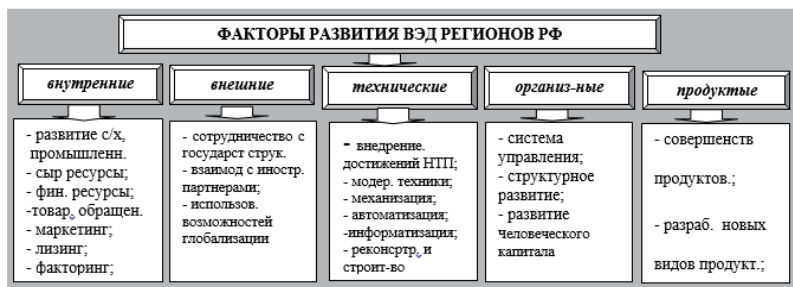 ФАКТОРЫ РАЗВИТИЯ ВЭД РЕГИОНОВ РФ
внутренние
- развитие с/х,
промышленн.
- сыр ресурсы;
- фин. ресурсы;
-товар, обращен.
- маркетинг;
- лизинг;
- факторинг;
внешние
- сотрудничество с
государст струк.
- взаимод с иностр.
партнерами;
- использов.
возможностей
глобализации
технические
- внедрение.
достижений НТП;
- модер. техники;
- механизация;
- автоматизация;
-информатизация;
- реконсртр, и
строит-во
организ-ные
- система
управления;
- структурное
развитие;
- развитие
Человеческого
капитала
продуктые
- совершенств
продуктов.;
- разраб. новых
видов продукт.;